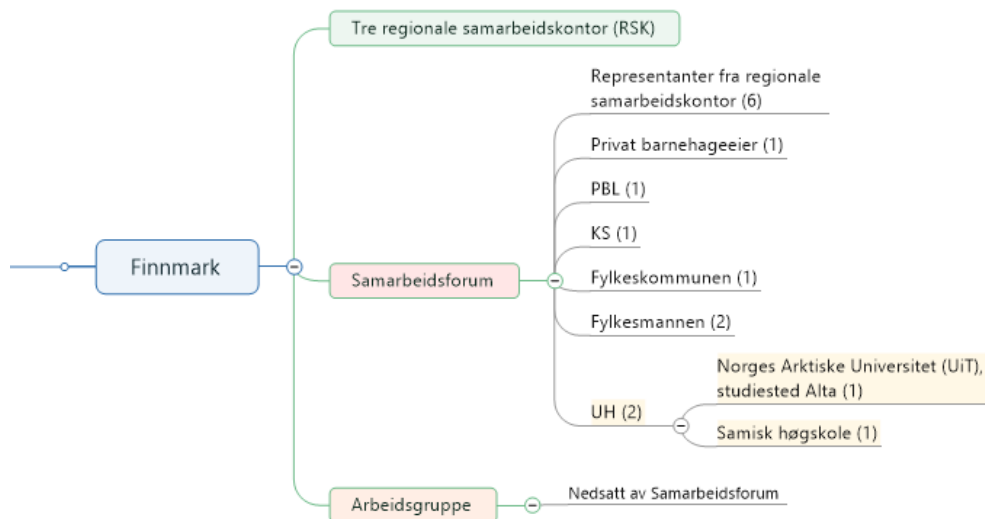 Tre regionale samarbeidskontor (RSK)
Representanter fra regionale
samarbeidskontor (6)
Privat barnehageeier (1)
PBL (1)
KS (1)
Finnmark
Samarbeidsforum
Fylkeskommunen (1)
Fylkesmannen (2)
Norges Arktiske Universitet (UiT),
studiested Alta (1)
UH (2)
Samisk høgskole (1)
Arbeidsgruppe
Nedsatt av Samarbeidsforum